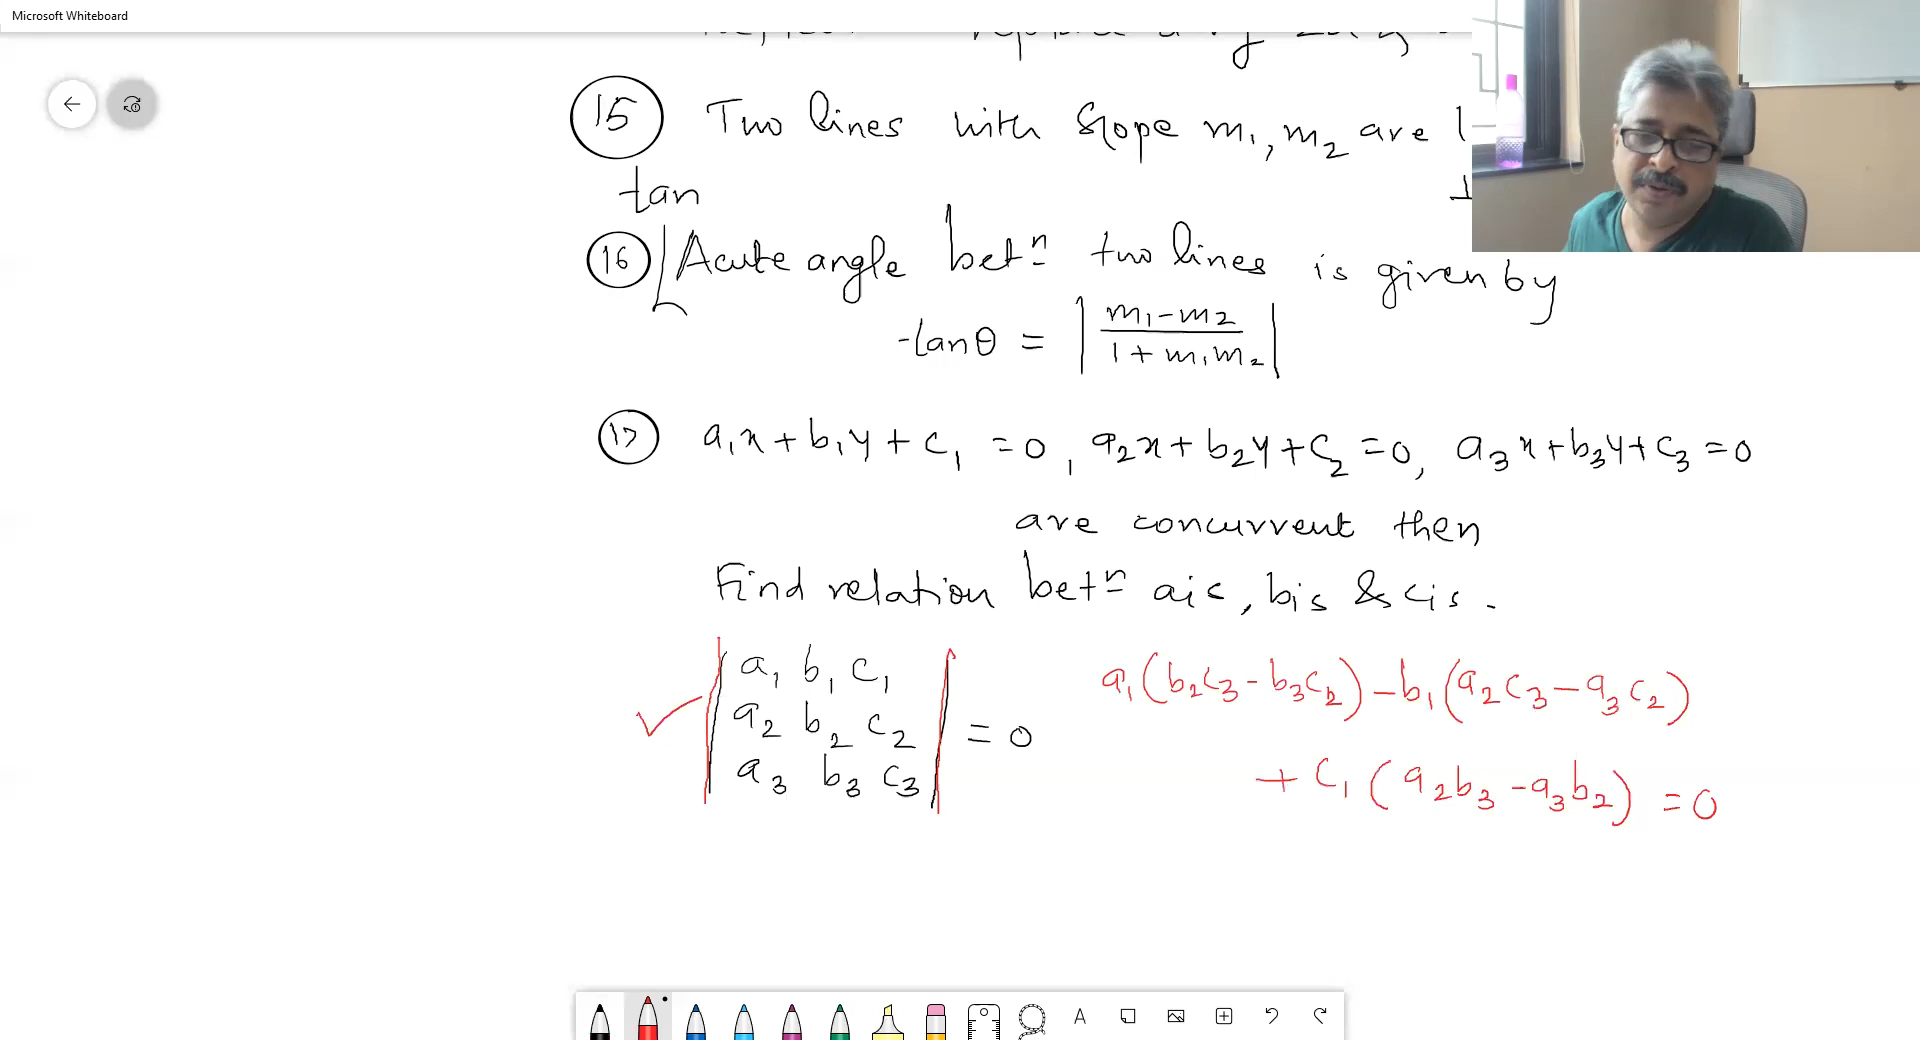 Microsoft Whiteboard
15 Two lines with slope m₁, m₂ are
tan
16 Acute angle betⁿ two lines is given by
tanθ = | (m₁ - m₂) / (1 + m₁m₂) |
17 a₁x + b₁y + c₁ = 0, a₂x + b₂y + c₂ = 0, a₃x + b₃y + c₃ = 0
are concurrent then
Find relation betⁿ ais, bis & cis.
| a₁ b₁ c₁ |
| a₂ b₂ c₂ | = 0
| a₃ b₃ c₃ |
a₁(b₂c₃ - b₃c₂) - b₁(a₂c₃ - a₃c₂)
+ c₁(a₂b₃ - a₃b₂) = 0